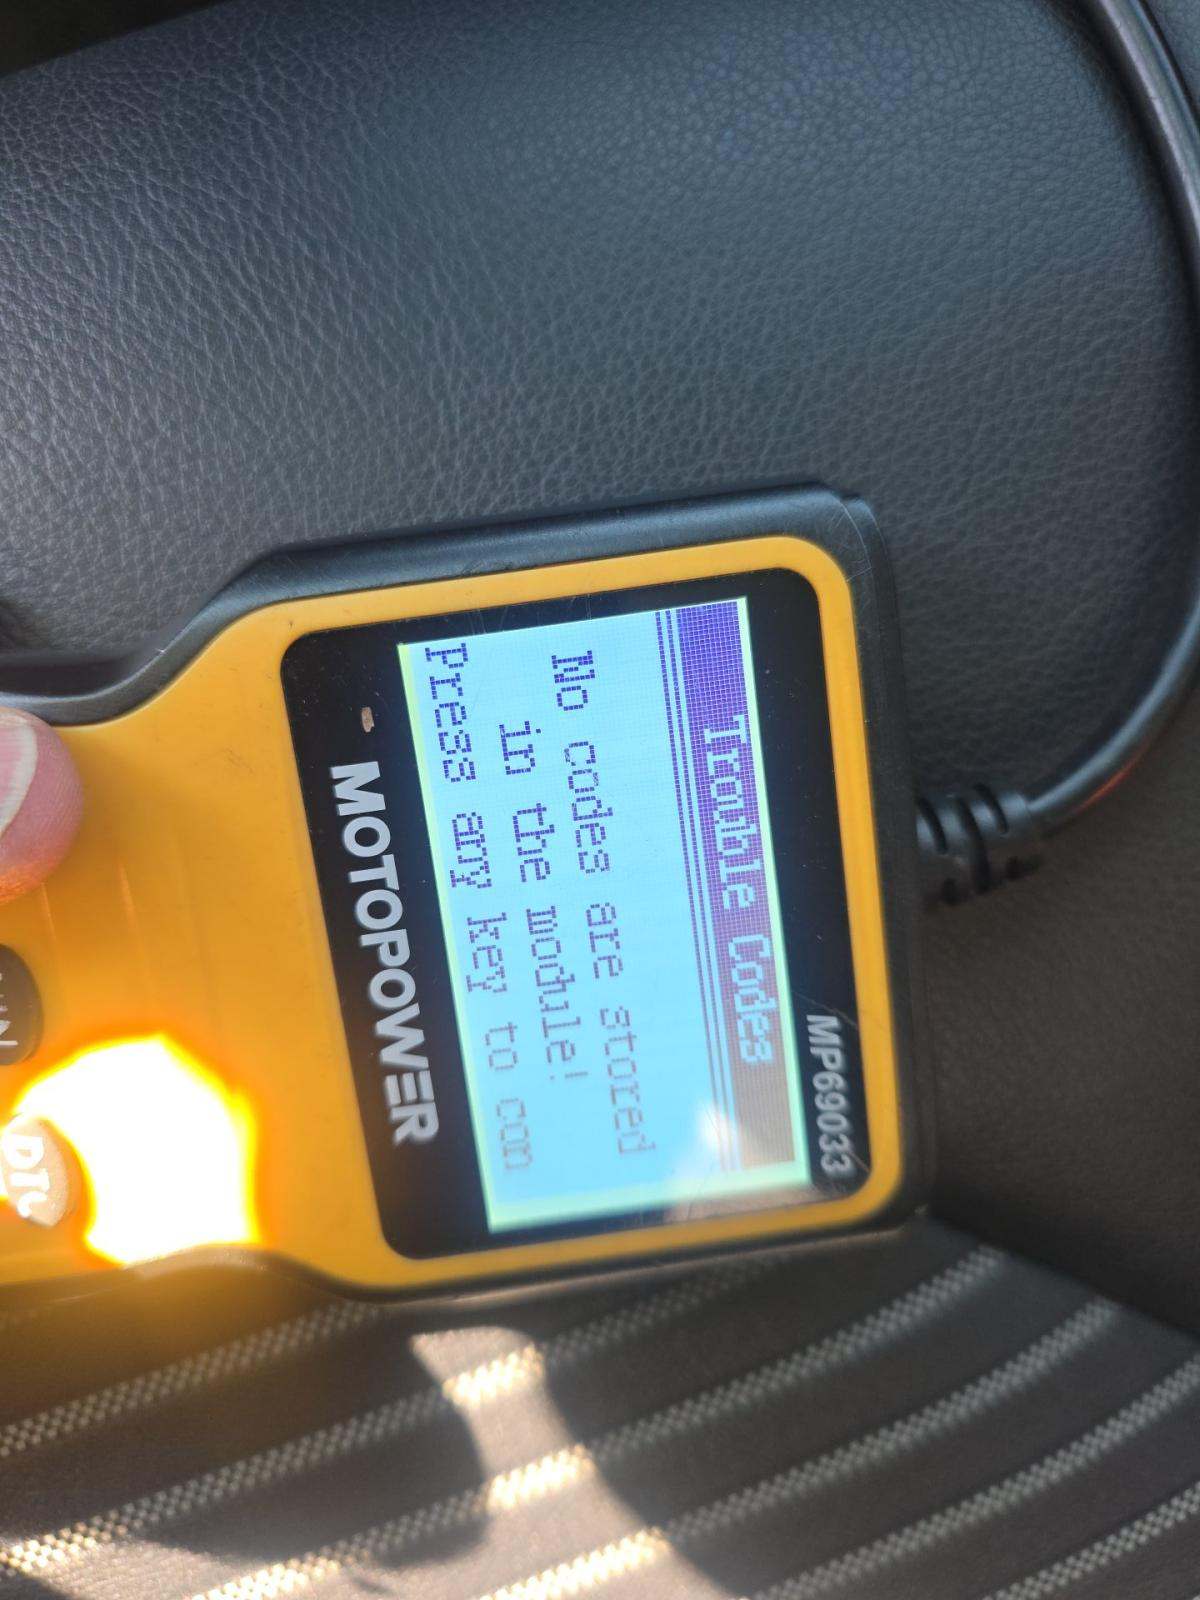 MP69033
Trouble Codes
No codes are stored
in the module!
Press any key to con
MOTOPOWER